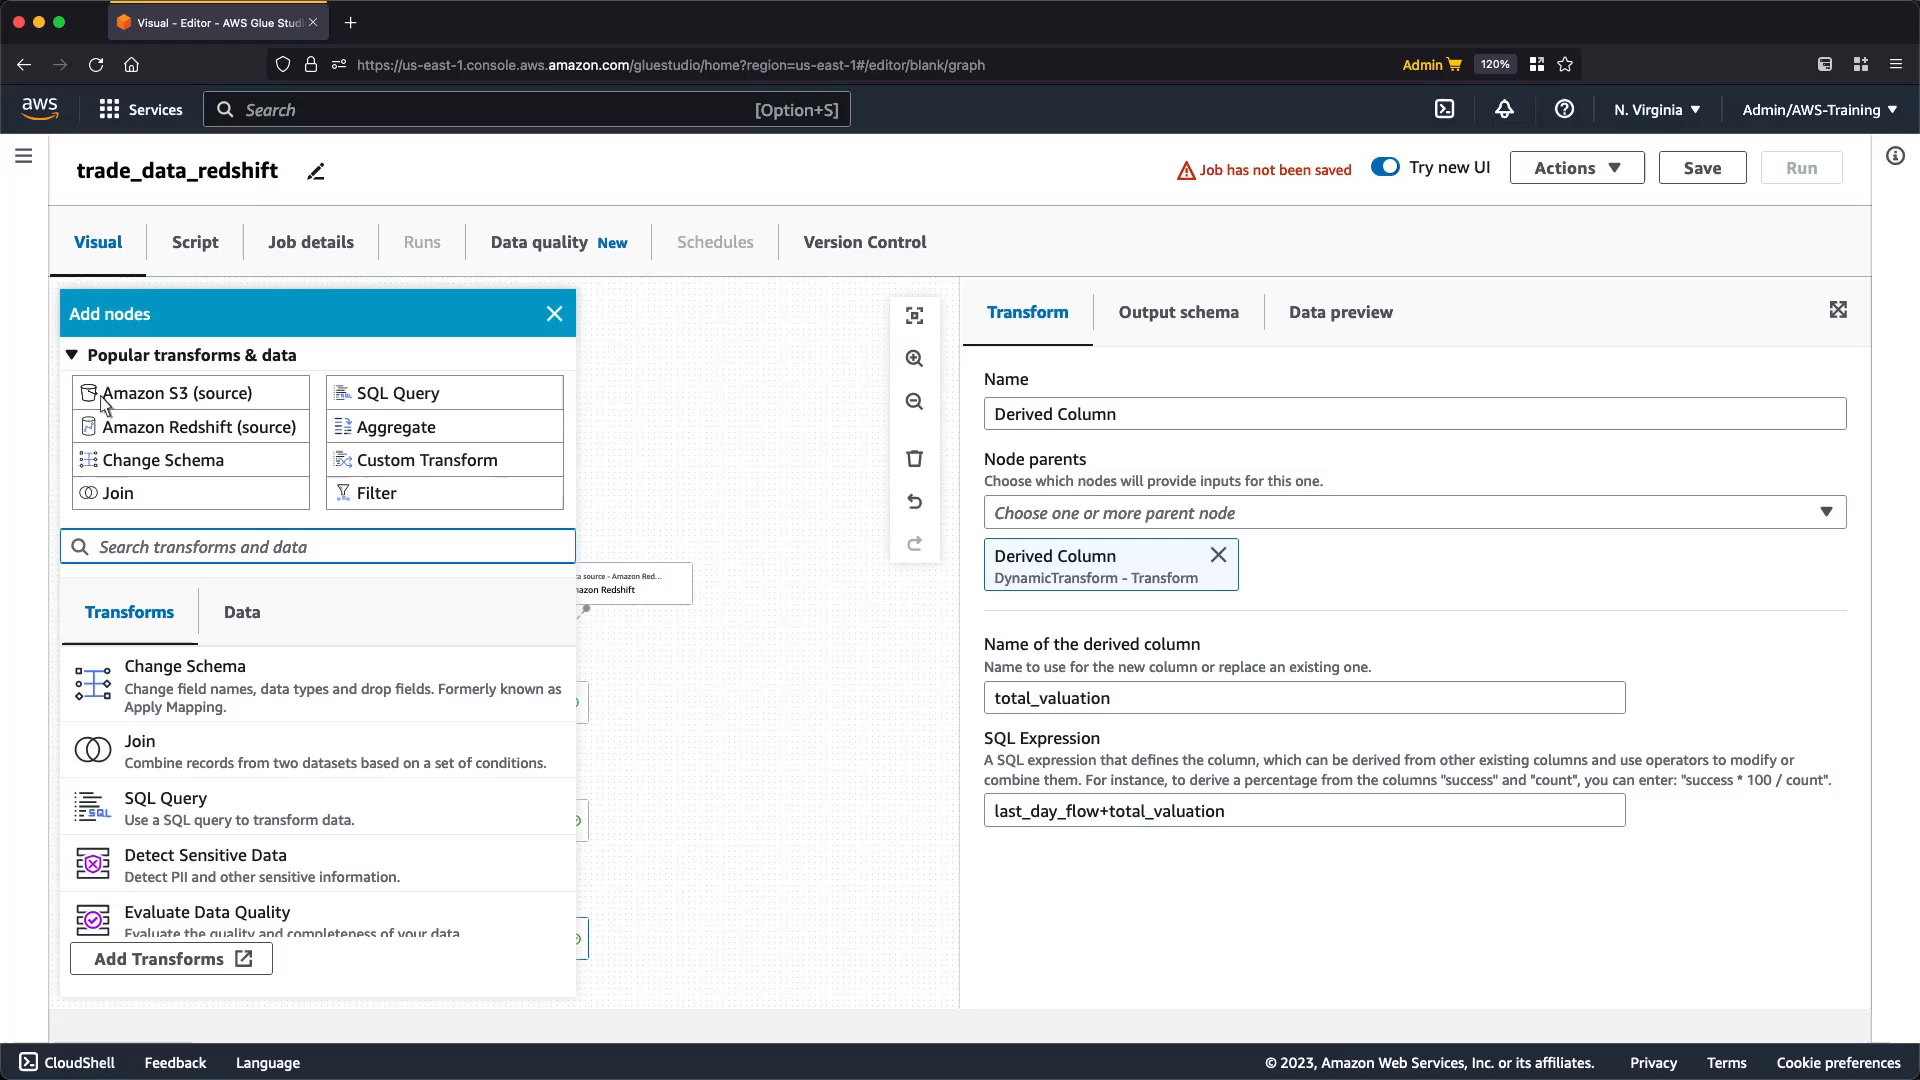 Visual - Editor - AWS Glue Studi
https://us-east-1.console.aws.amazon.com/gluestudio/home?region=us-east-1#/editor/blank/graph
Admin
120%
aws
Services
Search
[Option+S]
N. Virginia
Admin/AWS-Training
trade_data_redshift
Job has not been saved
Try new UI
Actions
Save
Run
Visual
Script
Job details
Runs
Data quality New
Schedules
Version Control
Add nodes
Popular transforms & data
Amazon S3 (source)
SQL Query
Amazon Redshift (source)
Aggregate
Change Schema
Custom Transform
Join
Filter
Search transforms and data
Transforms
Data
Change Schema
Change field names, data types and drop fields. Formerly known as
Apply Mapping.
Join
Combine records from two datasets based on a set of conditions.
SQL Query
Use a SQL query to transform data.
Detect Sensitive Data
Detect PII and other sensitive information.
Evaluate Data Quality
Evaluate the quality and completeness of your data
Add Transforms
source - Amazon Red...
Redshift
Transform
Output schema
Data preview
Name
Derived Column
Node parents
Choose which nodes will provide inputs for this one.
Choose one or more parent node
Derived Column
DynamicTransform - Transform
Name of the derived column
Name to use for the new column or replace an existing one.
total_valuation
SQL Expression
A SQL expression that defines the column, which can be derived from other existing columns and use operators to modify or
combine them. For instance, to derive a percentage from the columns "success" and "count", you can enter: "success * 100 / count".
last_day_flow+total_valuation
CloudShell
Feedback
Language
© 2023, Amazon Web Services, Inc. or its affiliates.
Privacy
Terms
Cookie preferences